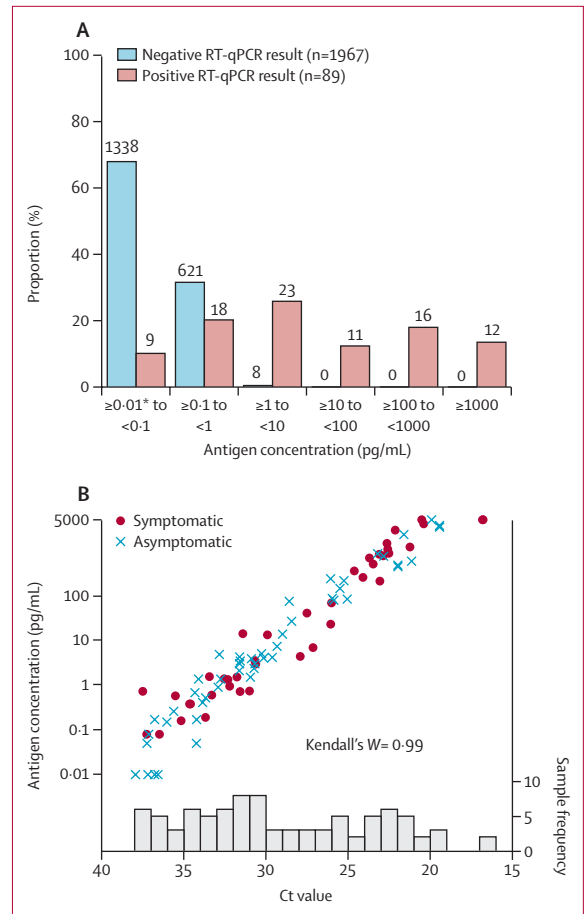 A
Negative RT-qPCR result (n=1967)
Positive RT-qPCR result (n=89)
100
80
60
40
20
0
Proportion (%)
1338
9
621
18
8
23
0
11
0
16
0
12
≥0·01* to <0·1
≥0·1 to <1
≥1 to <10
≥10 to <100
≥100 to <1000
≥1000
Antigen concentration (pg/mL)
B
Symptomatic
Asymptomatic
5000
100
10
1
0·1
0·01
Antigen concentration (pg/mL)
Kendall's W=0·99
10
5
0
Sample frequency
40
35
30
25
20
15
Ct value